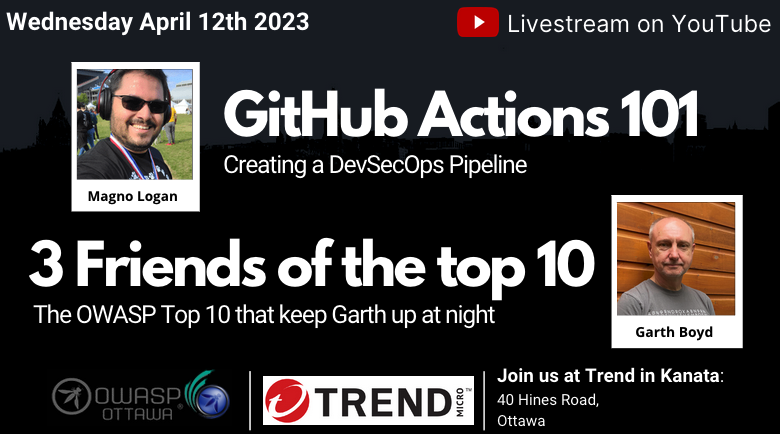 Wednesday April 12th 2023
Livestream on YouTube
Magno Logan
GitHub Actions 101
Creating a DevSecOps Pipeline
3 Friends of the top 10
The OWASP Top 10 that keep Garth up at night
Garth Boyd
OWASP
OTTAWA®
TREND
MICRO™
Join us at Trend in Kanata:
40 Hines Road,
Ottawa